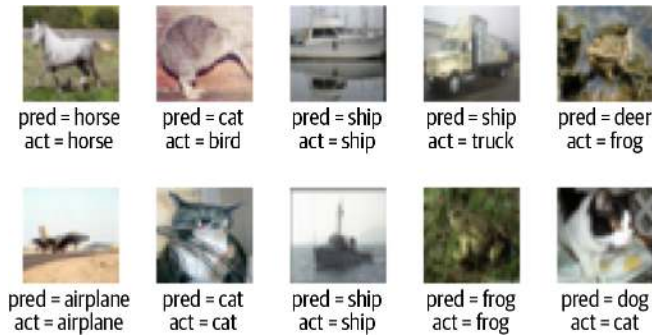 pred = horse
act = horse
pred = cat
act = bird
pred = ship
act = ship
pred = ship
act = truck
pred = deer
act = frog
pred = airplane
act = airplane
pred = cat
act = cat
pred = ship
act = ship
pred = frog
act = frog
pred = dog
act = cat